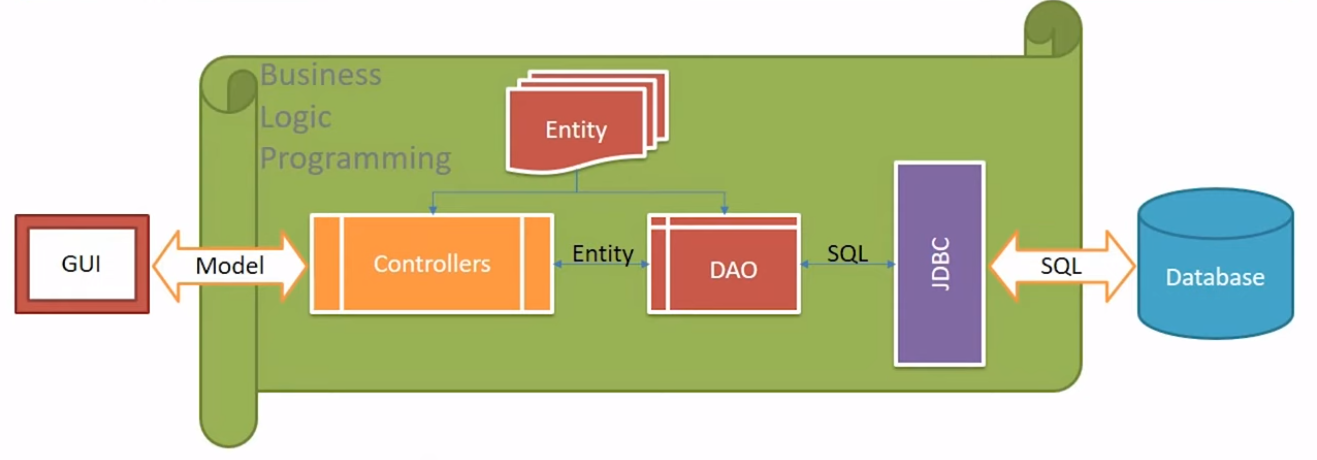 Business
Logic
Programming
Entity
GUI
Model
Controllers
Entity
DAO
SQL
JDBC
SQL
Database